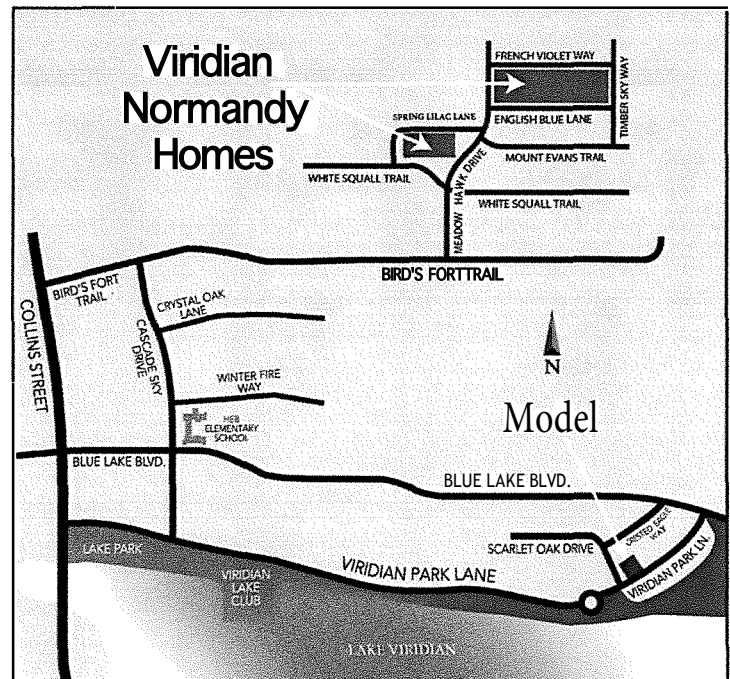 Viridian
Normandy
Homes
FRENCH VIOLET WAY
TIMBER SKY WAY
SPRING LILAC LANE
ENGLISH BLUE LANE
MOUNT EVANS TRAIL
WHITE SQUALL TRAIL
MEADOW HAWK DRIVE
WHITE SQUALL TRAIL
BIRD'S FORTTRAIL
BIRD'S FORT
TRAIL
COLLINS STREET
CRYSTAL OAK
LANE
CASCADE SKY
DRIVE
N
WINTER FIRE
WAY
Model
HEB
ELEMENTARY
SCHOOL
BLUE LAKE BLVD.
BLUE LAKE BLVD.
CRISTED EAGLE
WAY
SCARLET OAK DRIVE
LAKE PARK
VIRIDIAN PARK LANE
VIRIDIAN PARK LN.
VIRIDIAN
LAKE
CLUB
LAKE VIRIDIAN